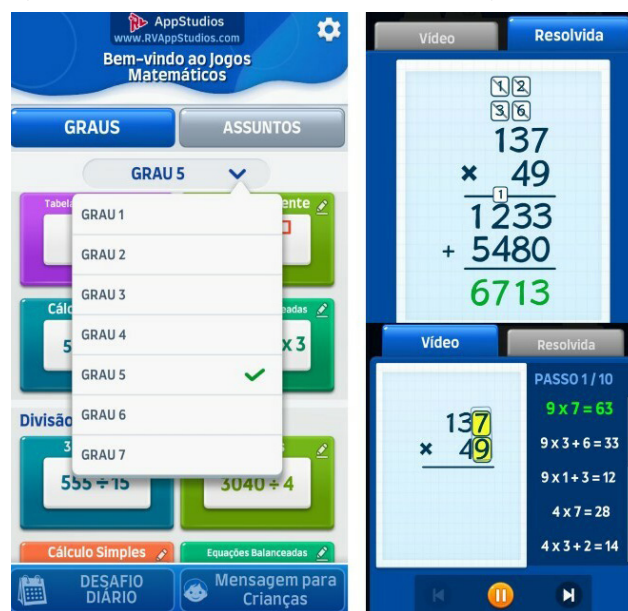 AppStudios
www.RVAppStudios.com
Bem-vindo ao Jogos
Matemáticos
GRAUS
ASSUNTOS
GRAU 5
Tabel
ente
GRAU 1
GRAU 2
GRAU 3
GRAU 4
GRAU 5
GRAU 6
GRAU 7
Cálc
eadas
5
x 3
Divisão
3
555 ÷ 15
3040 ÷ 4
Cálculo Simples
Equações Balanceadas
DESAFIO
DIÁRIO
Mensagem para
Crianças
Vídeo
Resolvida
1 2
3 6
137
× 49
1
1233
+ 5480
6713
Vídeo
Resolvida
137
× 49
PASSO 1 / 10
9 x 7 = 63
9 x 3 + 6 = 33
9 x 1 + 3 = 12
4 x 7 = 28
4 x 3 + 2 = 14